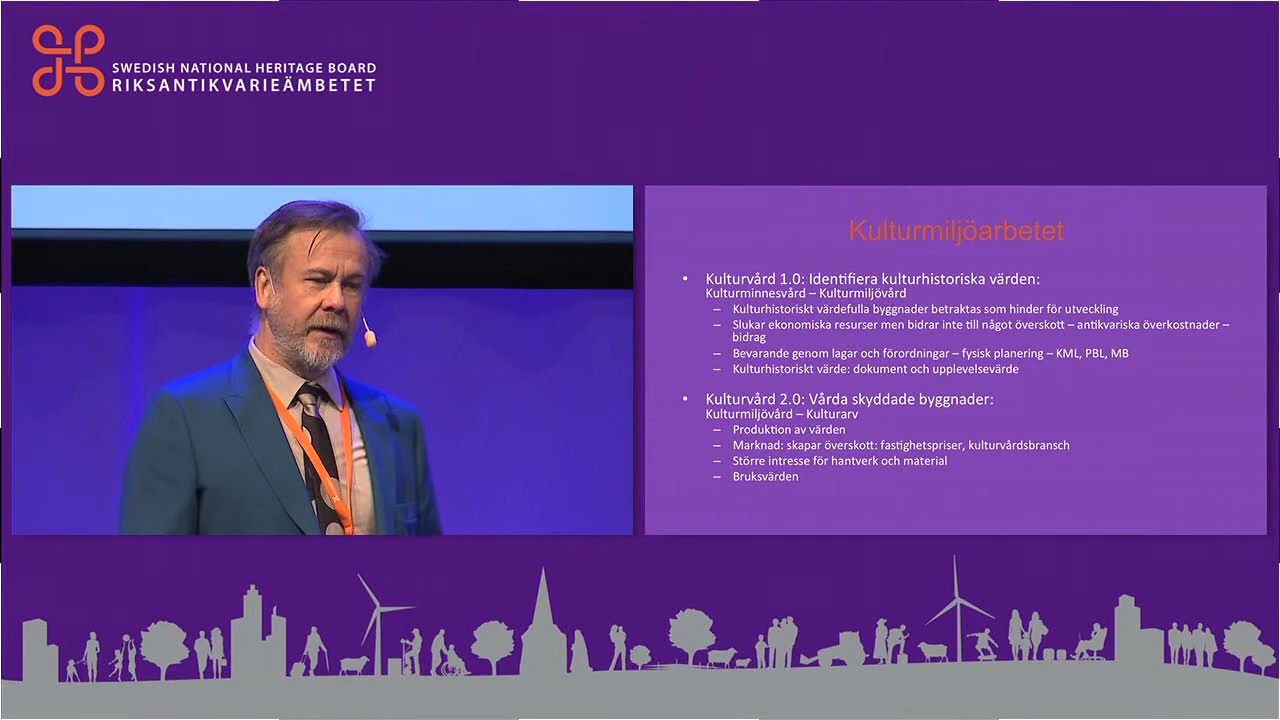 SWEDISH NATIONAL HERITAGE BOARD
RIKSANTIKVARIEÄMBETET
Kulturmiljöarbetet
• Kulturvård 1.0: Identifiera kulturhistoriska värden:
Kulturminnesvård – Kulturmiljövård
– Kulturhistoriskt värdefulla byggnader betraktas som hinder för utveckling
– Slukar ekonomiska resurser men bidrar inte till något överskott – antikvariska överkostnader –
bidrag
– Bevarande genom lagar och förordningar – fysisk planering – KML, PBL, MB
– Kulturhistoriskt värde: dokument och upplevelsevärde
• Kulturvård 2.0: Vårda skyddade byggnader:
Kulturmiljövård – Kulturarv
– Produktion av värden
– Marknad: skapar överskott: fastighetspriser, kulturvårdsbransch
– Större intresse för hantverk och material
– Bruksvärden